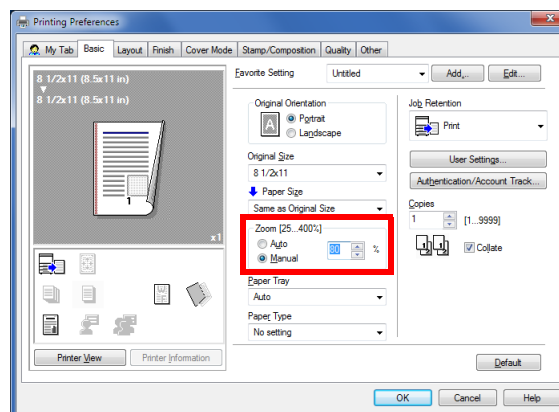 Printing Preferences
My Tab Basic Layout Finish Cover Mode Stamp/Composition Quality Other
8 1/2x11 (8.5x11 in)
8 1/2x11 (8.5x11 in)
1
x1
Printer View Printer Information
Favorite Setting Untitled Add... Edit...
Original Orientation
A
Portrait
Landscape
Original Size
8 1/2x11
Paper Size
Same as Original Size
Zoom [25...400%]
Auto
Manual
80 %
Paper Tray
Auto
Paper Type
No setting
Job Retention
Print
User Settings...
Authentication/Account Track...
Copies
1 [1...9999]
Collate
Default
OK Cancel Help